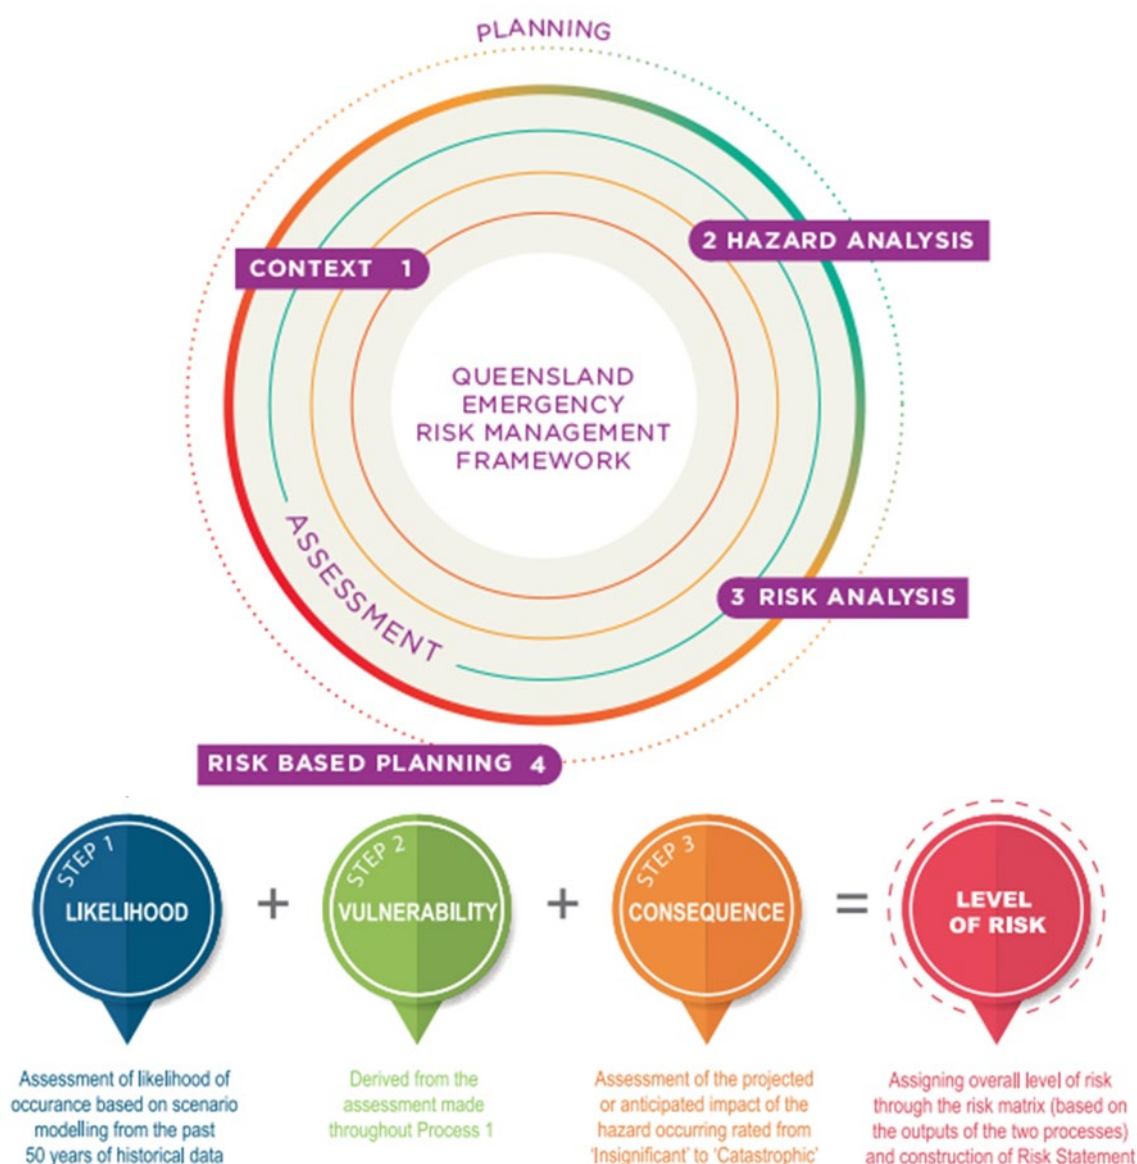 PLANNING
CONTEXT 1
2 HAZARD ANALYSIS
QUEENSLAND
EMERGENCY
RISK MANAGEMENT
FRAMEWORK
ASSESSMENT
3 RISK ANALYSIS
RISK BASED PLANNING 4
STEP 1
LIKELIHOOD
+
STEP 2
VULNERABILITY
+
STEP 3
CONSEQUENCE
=
LEVEL
OF RISK
Assessment of likelihood of
occurance based on scenario
modelling from the past
50 years of historical data
Derived from the
assessment made
throughout Process 1
Assessment of the projected
or anticipated impact of the
hazard occurring rated from
'Insignificant' to 'Catastrophic'
Assigning overall level of risk
through the risk matrix (based on
the outputs of the two processes)
and construction of Risk Statement